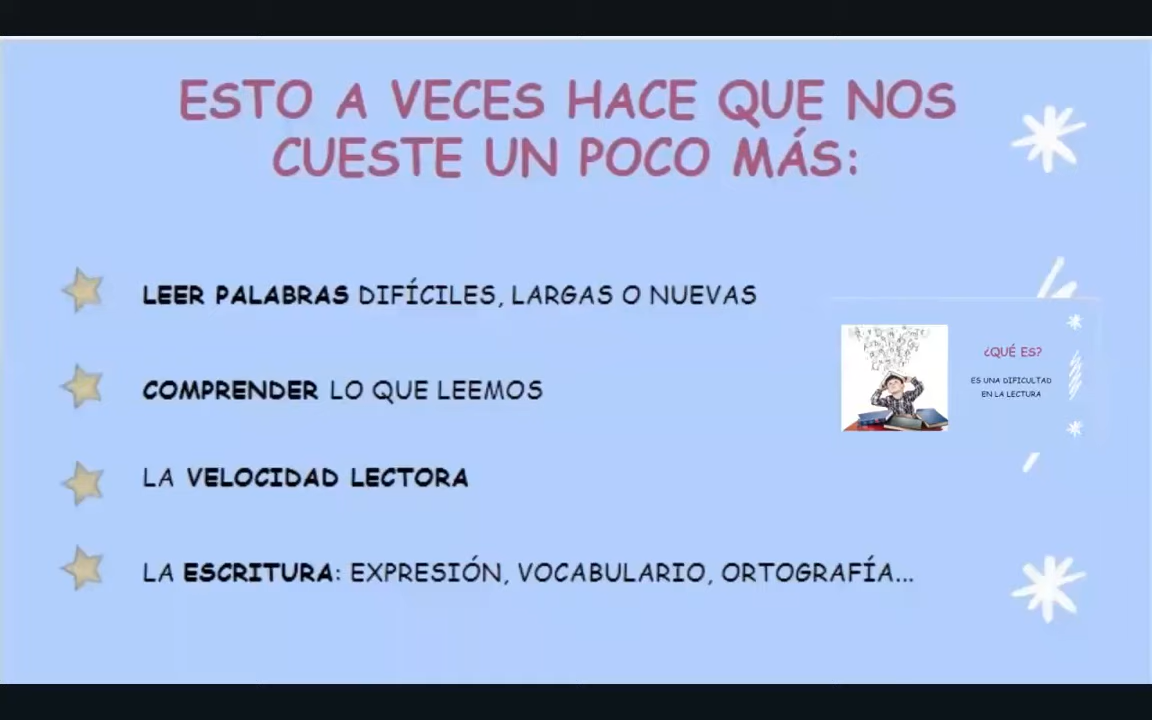 ESTO A VECES HACE QUE NOS
CUESTE UN POCO MÁS:
LEER PALABRAS DIFÍCILES, LARGAS O NUEVAS
COMPRENDER LO QUE LEEMOS
LA VELOCIDAD LECTORA
LA ESCRITURA: EXPRESIÓN, VOCABULARIO, ORTOGRAFÍA...
¿QUÉ ES?
ES UNA DIFICULTAD
EN LA LECTURA